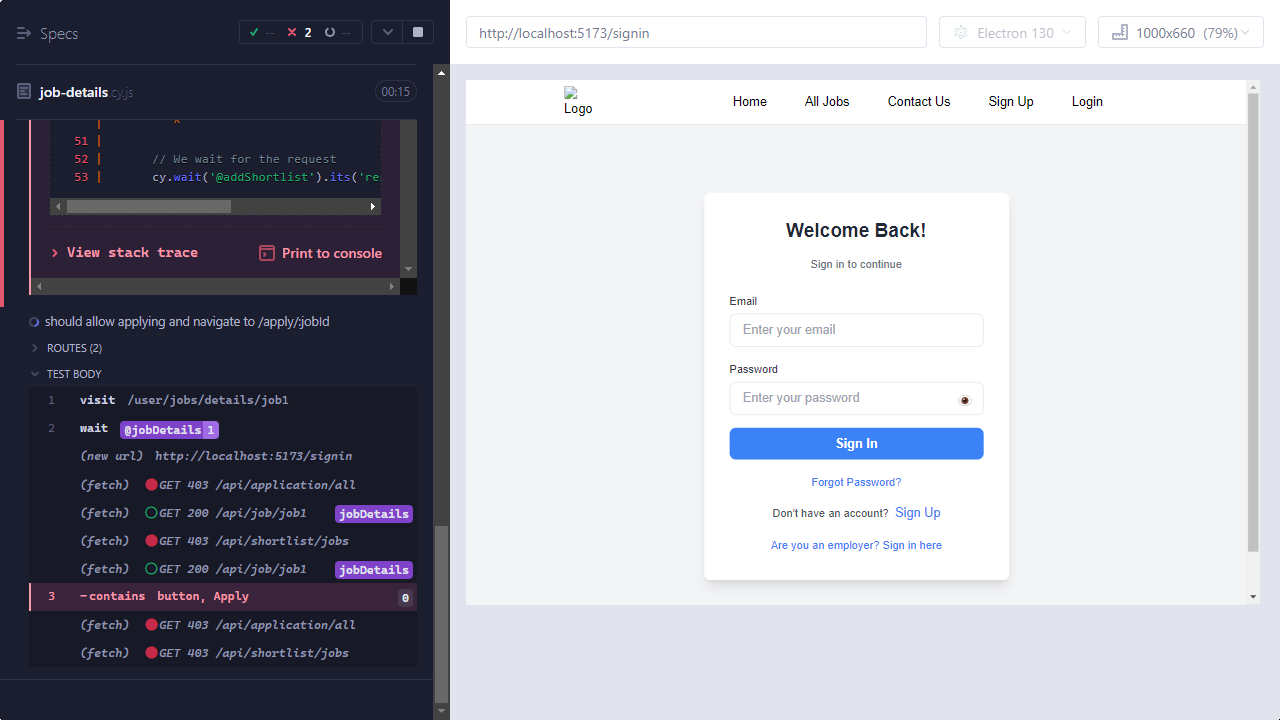 Specs
-- 2 --
job-details.cy.js 00:15
51 |
52 | // We wait for the request
53 | cy.wait('@addShortlist').its('re
View stack trace
Print to console
should allow applying and navigate to /apply/:jobId
ROUTES (2)
TEST BODY
1 visit /user/jobs/details/job1
2 wait @jobDetails 1
(new url) http://localhost:5173/signin
(fetch) GET 403 /api/application/all
(fetch) GET 200 /api/job/job1 jobDetails
(fetch) GET 403 /api/shortlist/jobs
(fetch) GET 200 /api/job/job1 jobDetails
3 -contains button, Apply 0
(fetch) GET 403 /api/application/all
(fetch) GET 403 /api/shortlist/jobs
http://localhost:5173/signin
Electron 130
1000x660 (79%)
Logo
Home All Jobs Contact Us Sign Up Login
Welcome Back!
Sign in to continue
Email
Enter your email
Password
Enter your password
Sign In
Forgot Password?
Don't have an account? Sign Up
Are you an employer? Sign in here